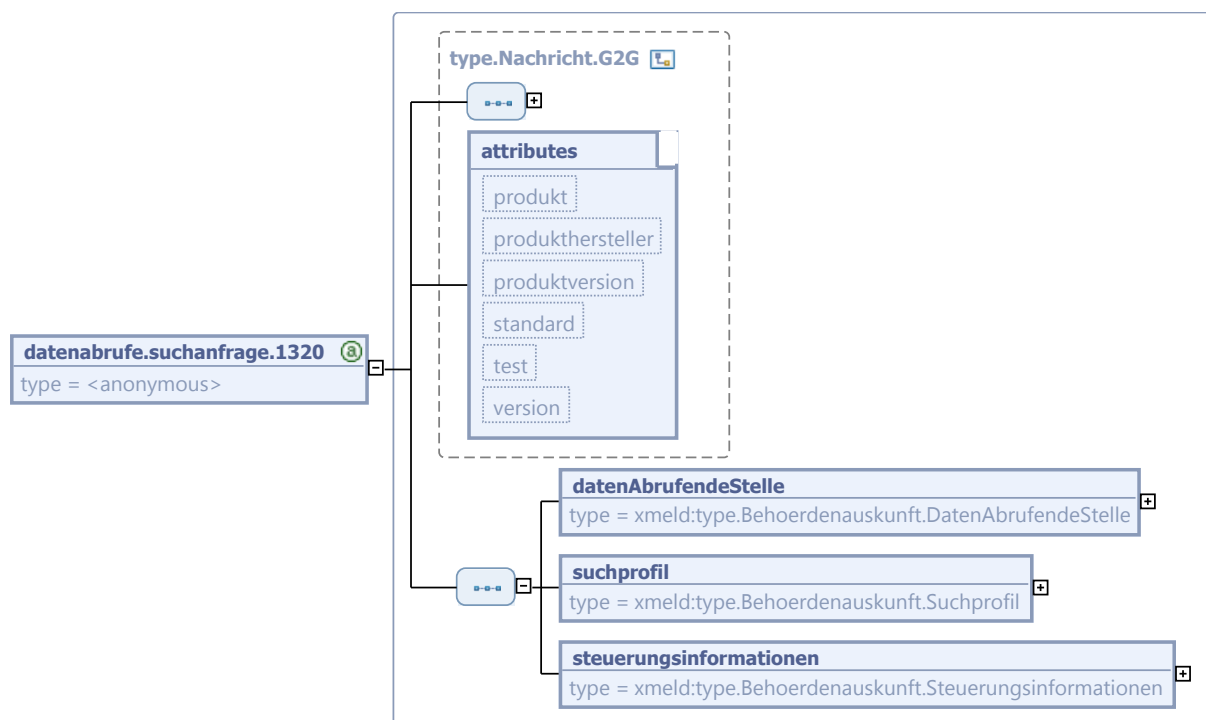 type.Nachricht.G2G
attributes
produkt
produkthersteller
produktversion
standard
test
version
datenabrufe.suchanfrage.1320 a
type = <anonymous>
datenAbrufendeStelle
type = xmeld:type.Behoerdenauskunft.DatenAbrufendeStelle
suchprofil
type = xmeld:type.Behoerdenauskunft.Suchprofil
steuerungsinformationen
type = xmeld:type.Behoerdenauskunft.Steuerungsinformationen